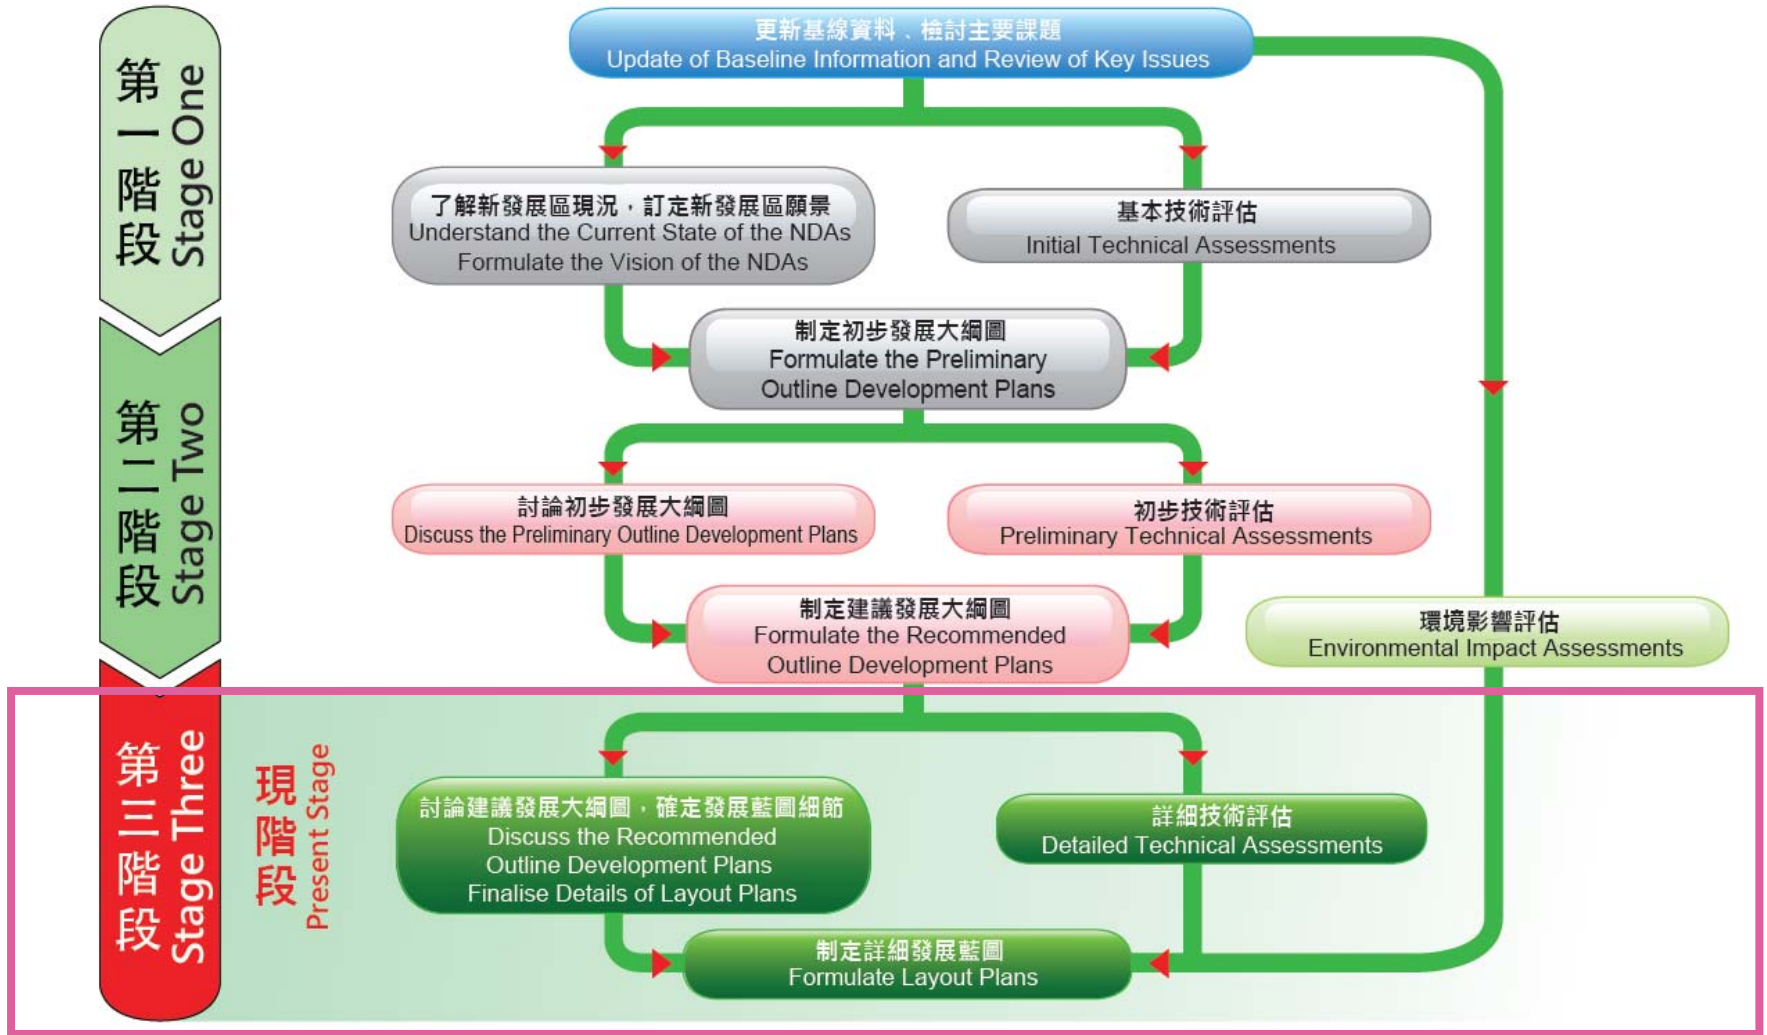 第一階段
Stage One
更新基線資料﹑檢討主要課題
Update of Baseline Information and Review of Key Issues
了解新發展區現況，訂定新發展區願景
Understand the Current State of the NDAs
Formulate the Vision of the NDAs
基本技術評估
Initial Technical Assessments
制定初步發展大綱圖
Formulate the Preliminary
Outline Development Plans
第二階段
Stage Two
討論初步發展大綱圖
Discuss the Preliminary Outline Development Plans
初步技術評估
Preliminary Technical Assessments
制定建議發展大綱圖
Formulate the Recommended
Outline Development Plans
環境影響評估
Environmental Impact Assessments
第三階段
Stage Three
現階段
Present Stage
討論建議發展大綱圖，確定發展藍圖細節
Discuss the Recommended
Outline Development Plans
Finalise Details of Layout Plans
詳細技術評估
Detailed Technical Assessments
制定詳細發展藍圖
Formulate Layout Plans